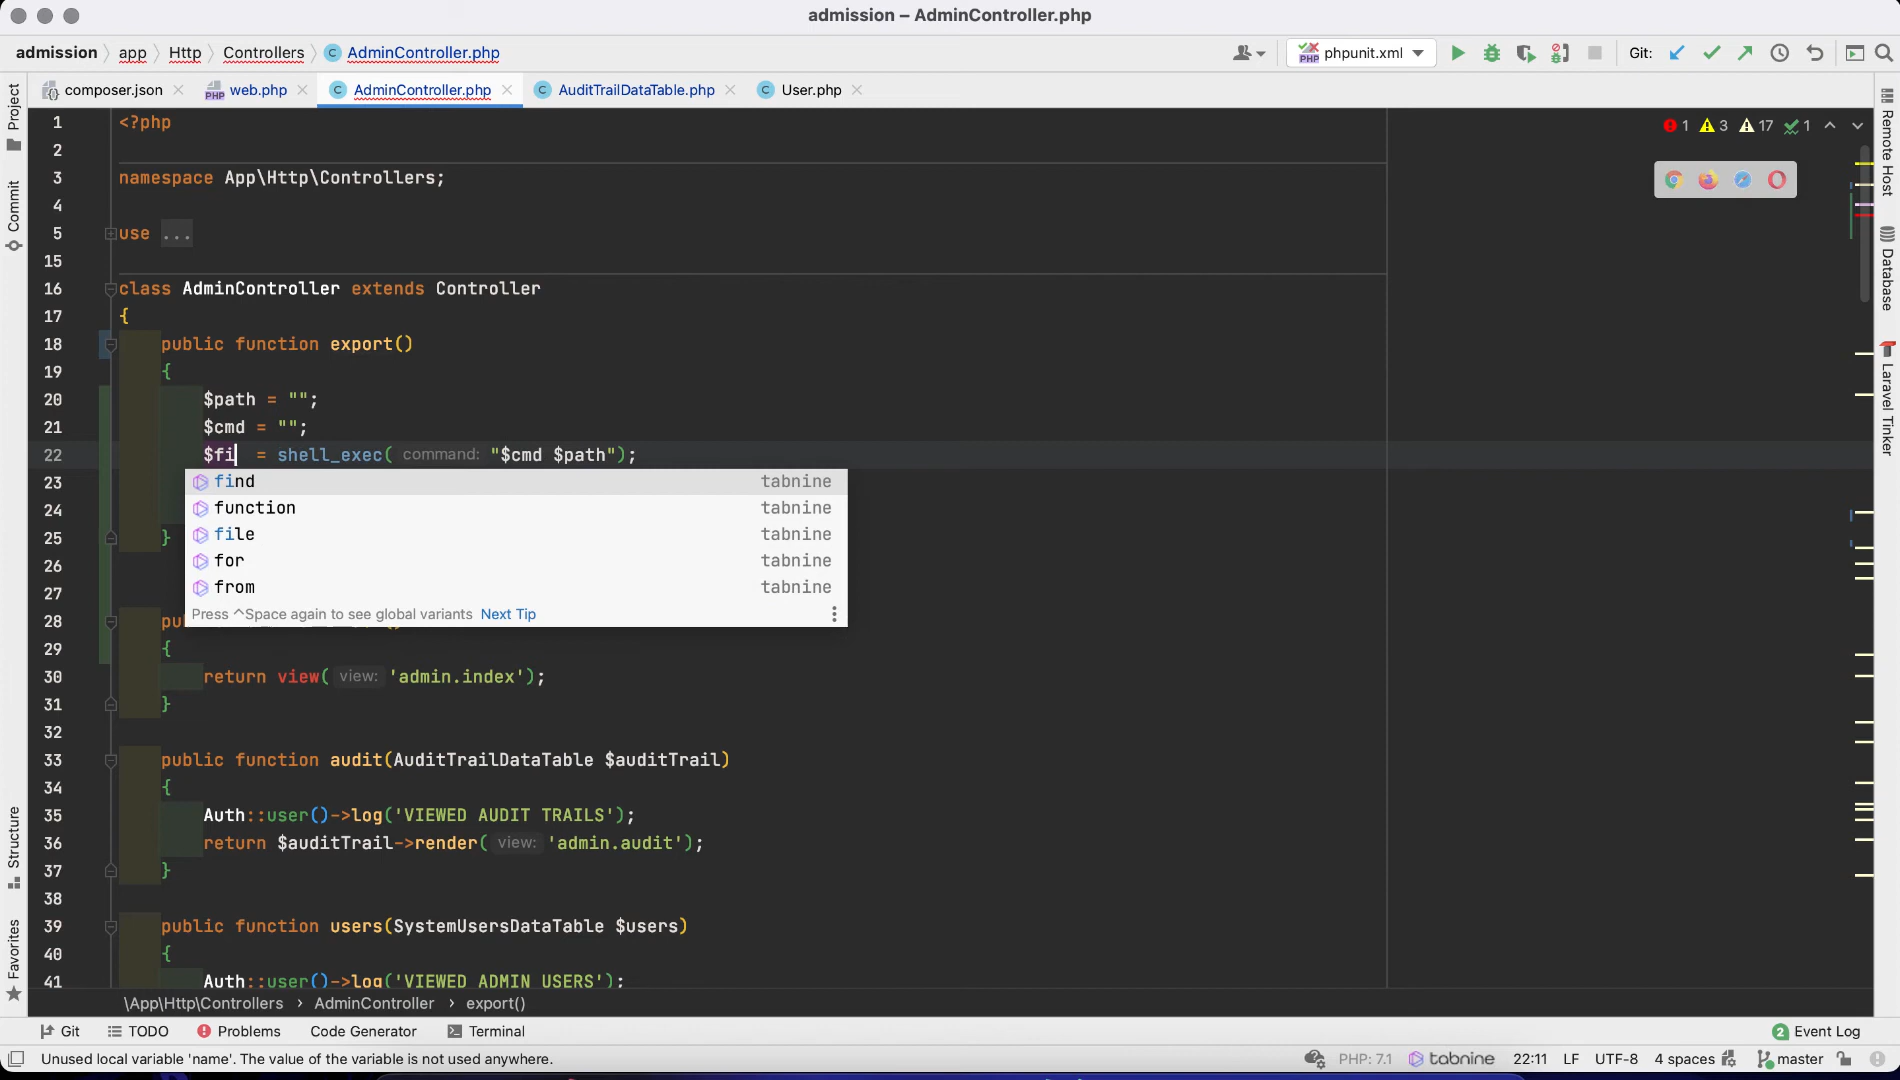 admission – AdminController.php
admission app Http Controllers AdminController.php
phpunit.xml Git:
composer.json web.php AdminController.php AuditTrailDataTable.php User.php
1 <?php
1 3 17 1
2
3 namespace App\Http\Controllers;
4
5 use ...
15
16 class AdminController extends Controller
17 {
18 public function export()
19 {
20 $path = "";
21 $cmd = "";
22 $fi = shell_exec( command: "$cmd $path");
23 find tabnine
24 function tabnine
25 } file tabnine
26 for tabnine
27 from tabnine
Press ^Space again to see global variants Next Tip
28 pu
29 {
30 return view( view: 'admin.index');
31 }
32
33 public function audit(AuditTrailDataTable $auditTrail)
34 {
35 Auth::user()->log('VIEWED AUDIT TRAILS');
36 return $auditTrail->render( view: 'admin.audit');
37 }
38
39 public function users(SystemUsersDataTable $users)
40 {
41 Auth::user()->log('VIEWED ADMIN USERS');
\App\Http\Controllers › AdminController › export()
Git TODO Problems Code Generator Terminal 2 Event Log
Unused local variable 'name'. The value of the variable is not used anywhere. PHP: 7.1 tabnine 22:11 LF UTF-8 4 spaces master
Project
Commit
Structure
Favorites
Remote Host
Database
Laravel Tinker